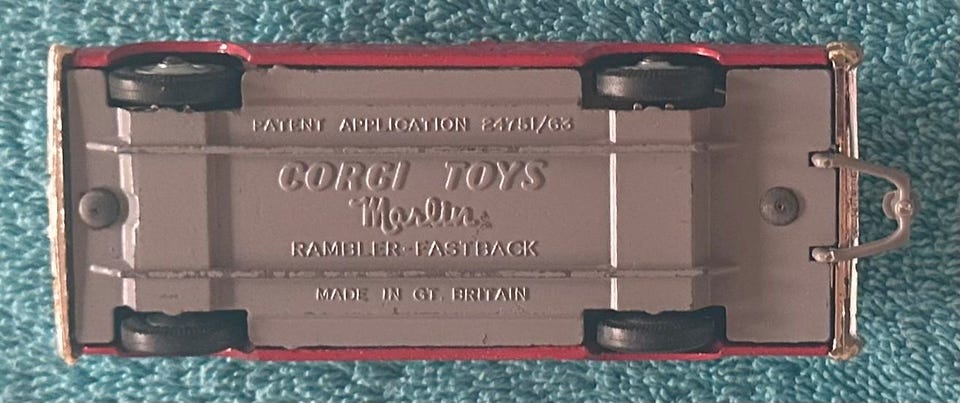 PATENT APPLICATION 24751/63
CORGI TOYS
Marlin
RAMBLER-FASTBACK
MADE IN GT. BRITAIN